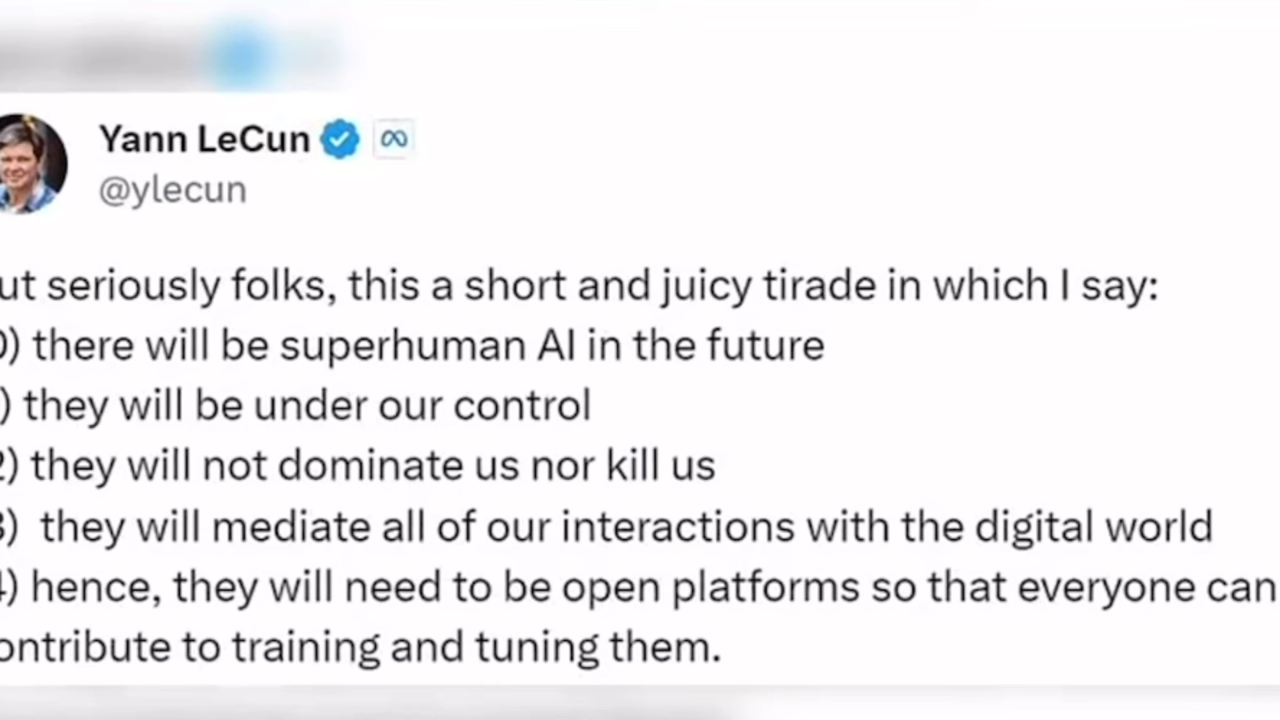 Yann LeCun
@ylecun
ut seriously folks, this a short and juicy tirade in which I say:
) there will be superhuman AI in the future
) they will be under our control
2) they will not dominate us nor kill us
3) they will mediate all of our interactions with the digital world
4) hence, they will need to be open platforms so that everyone can
ontribute to training and tuning them.